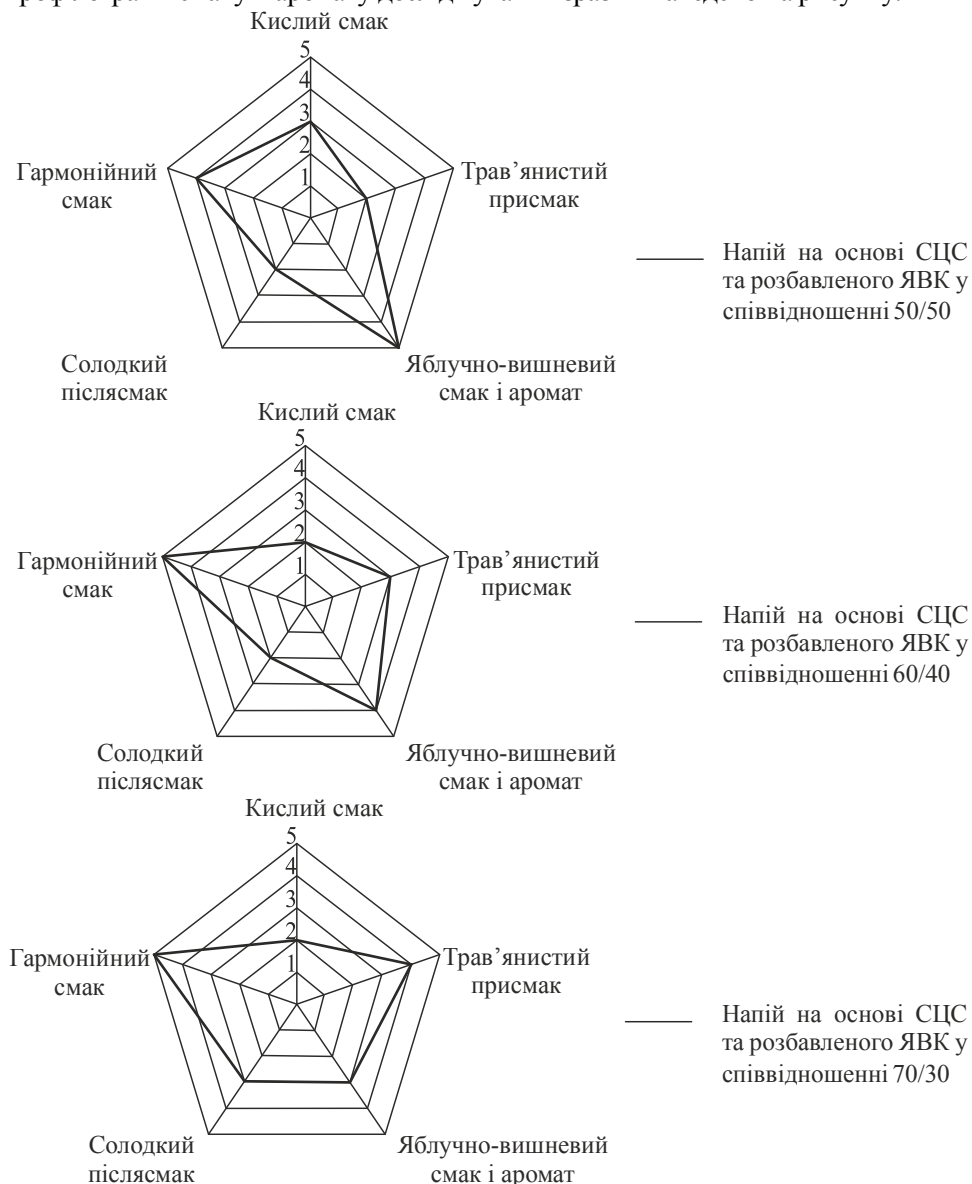 Кислий смак
5
4
3
2
1
Гармонійний
смак
Трав’янистий
присмак
Солодкий
післясмак
Яблучно-вишневий
смак і аромат
Напій на основі СЦС
та розбавленого ЯВК у
співвідношенні 50/50
Кислий смак
5
4
3
2
1
Гармонійний
смак
Трав’янистий
присмак
Солодкий
післясмак
Яблучно-вишневий
смак і аромат
Напій на основі СЦС
та розбавленого ЯВК у
співвідношенні 60/40
Кислий смак
5
4
3
2
1
Гармонійний
смак
Трав’янистий
присмак
Солодкий
післясмак
Яблучно-вишневий
смак і аромат
Напій на основі СЦС
та розбавленого ЯВК у
співвідношенні 70/30